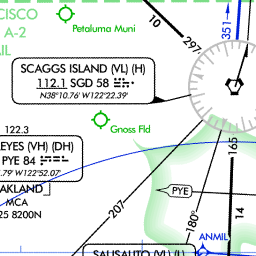 CISCO
A-2
Petaluma Muni
10
297
351
SCAGGS ISLAND (VL) (H)
112.1 SGD 58
N38°10.76' W122°22.39'
Gnoss Fld
122.3
EYES (VH) (DH)
PYE 84
.79' W122°52.07'
OAKLAND
MCA
25 8200N
165
PYE
207
180°
14
ANMIL
SAUSALITO (VL) (L)